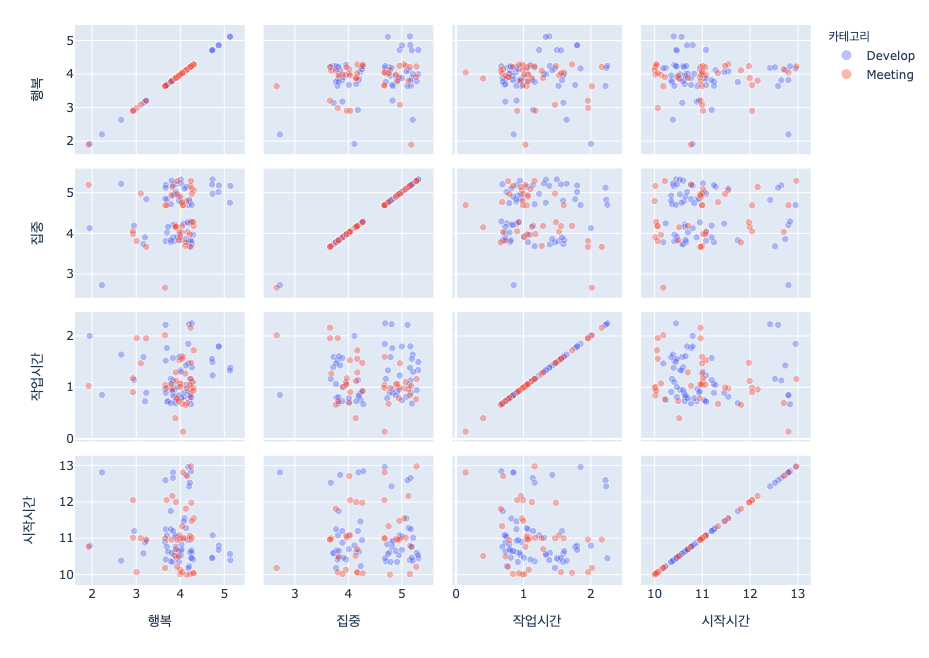 카테고리
Develop
Meeting
5
4
3
2
행복
5
4
3
집중
2
1
0
작업시간
13
12
11
10
시작시간
2 3 4 5
3 4 5
0 1 2
10 11 12 13
행복 집중 작업시간 시작시간